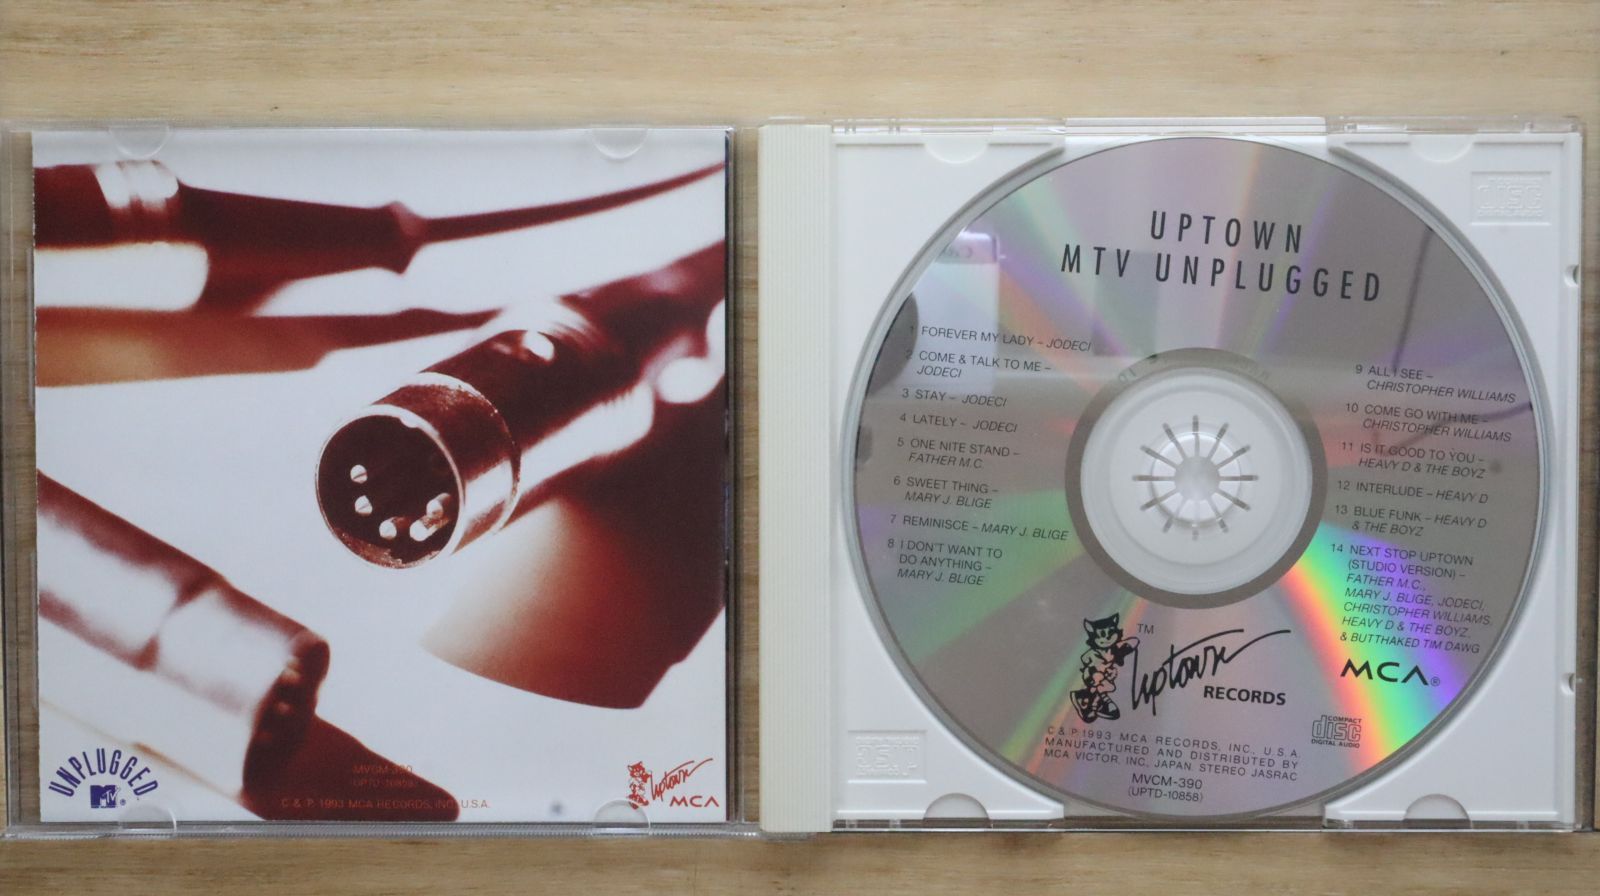 UNPLUGGED
MTV
MVCM-390
(UPTD-10858)
C & P. 1993 MCA RECORDS, INC. U.S.A.
Uptown
MCA
UPTOWN
MTV UNPLUGGED
1 FOREVER MY LADY – JODECI
2 COME & TALK TO ME –
JODECI
3 STAY – JODECI
4 LATELY – JODECI
5 ONE NITE STAND –
FATHER M.C.
6 SWEET THING –
MARY J. BLIGE
7 REMINISCE – MARY J. BLIGE
8 I DON'T WANT TO
DO ANYTHING –
MARY J. BLIGE
9 ALL I SEE –
CHRISTOPHER WILLIAMS
10 COME GO WITH ME –
CHRISTOPHER WILLIAMS
11 IS IT GOOD TO YOU –
HEAVY D & THE BOYZ
12 INTERLUDE – HEAVY D
13 BLUE FUNK – HEAVY D
& THE BOYZ
14 NEXT STOP UPTOWN
(STUDIO VERSION) –
FATHER M.C.,
MARY J. BLIGE, JODECI,
CHRISTOPHER WILLIAMS,
HEAVY D & THE BOYZ,
& BUTTHAKED TIM DAWG
TM
Uptown
RECORDS
MCA®
COMPACT
disc
DIGITAL AUDIO
C & P. 1993 MCA RECORDS, INC. U.S.A.
MANUFACTURED AND DISTRIBUTED BY
MCA VICTOR, INC. JAPAN. STEREO JASRAC
MVCM-390
(UPTD-10858)